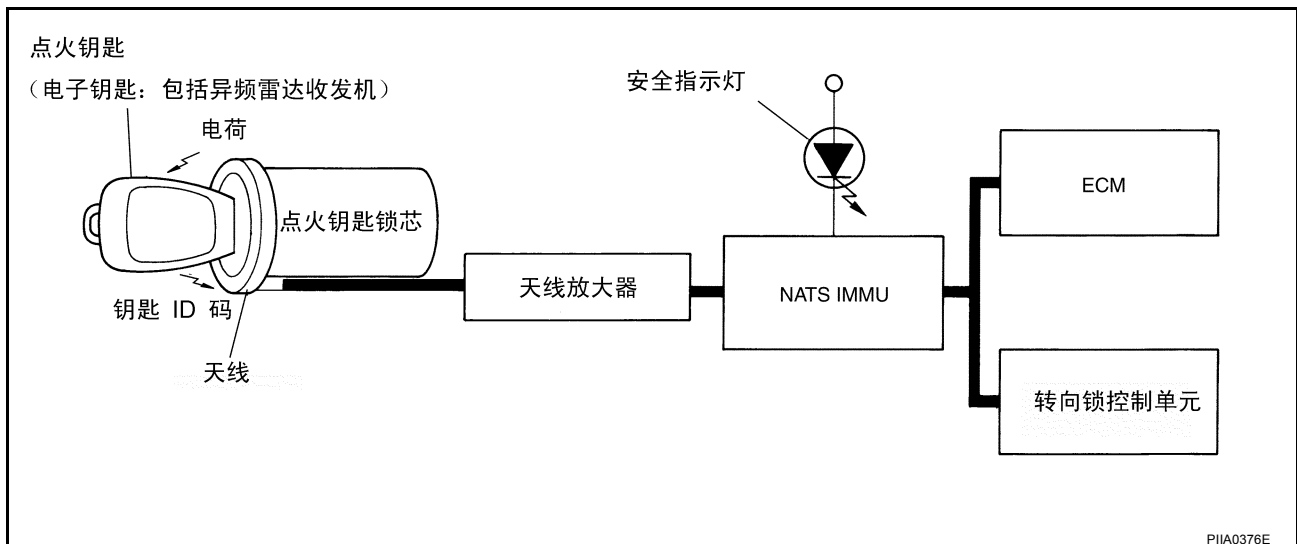 点火钥匙
（电子钥匙：包括异频雷达收发机）
电荷
安全指示灯
ECM
点火钥匙锁芯
天线放大器
NATS IMMU
钥匙 ID 码
天线
转向锁控制单元
PIIA0376E